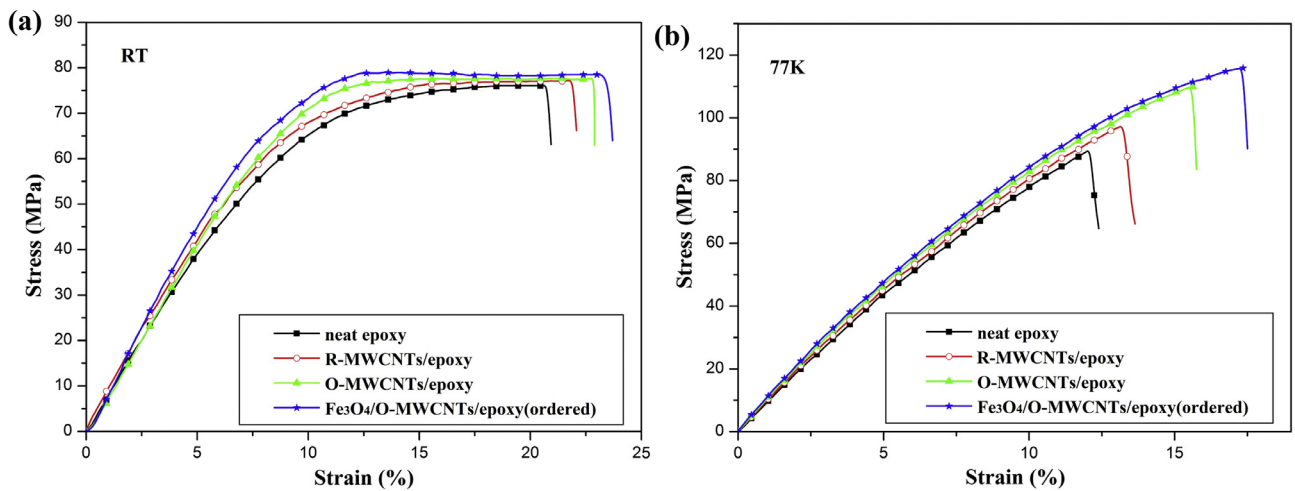 (a)
RT
90
80
70
60
50
40
30
20
10
0
Stress (MPa)
0 5 10 15 20 25
Strain (%)
neat epoxy
R-MWCNTs/epoxy
O-MWCNTs/epoxy
Fe₃O₄/O-MWCNTs/epoxy(ordered)
(b)
77K
120
100
80
60
40
20
0
Stress (MPa)
0 5 10 15
Strain (%)
neat epoxy
R-MWCNTs/epoxy
O-MWCNTs/epoxy
Fe₃O₄/O-MWCNTs/epoxy(ordered)